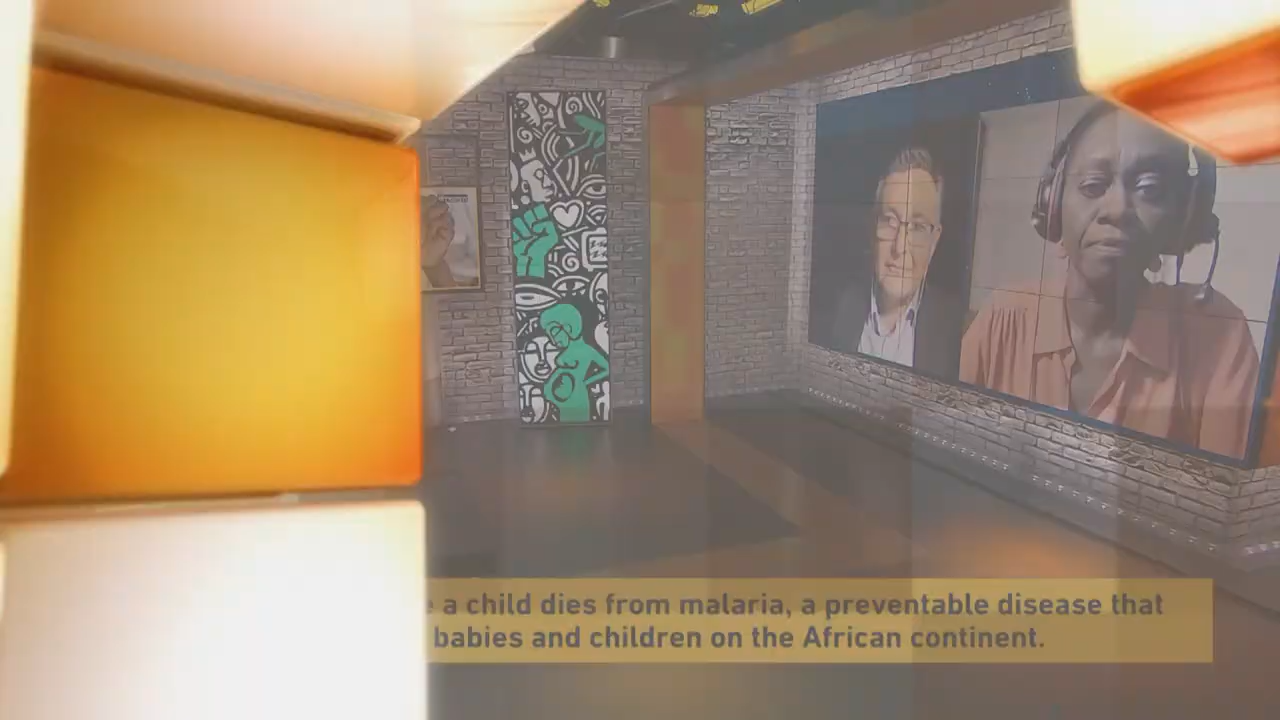 a child dies from malaria, a preventable disease that
babies and children on the African continent.